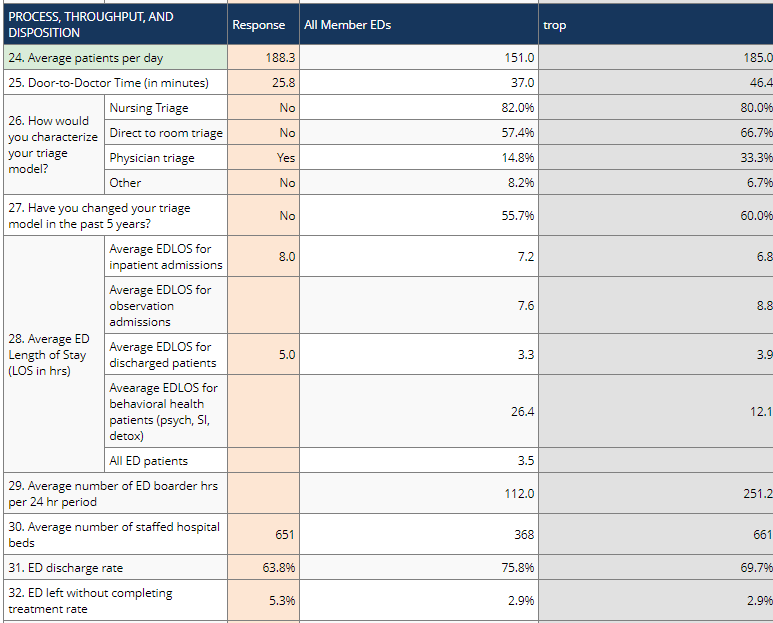 PROCESS, THROUGHPUT, AND
DISPOSITION
Response
All Member EDs
trop
24. Average patients per day 188.3 151.0 185.0
25. Door-to-Doctor Time (in minutes) 25.8 37.0 46.4
26. How would
you characterize
your triage
model?
Nursing Triage No 82.0% 80.0%
Direct to room triage No 57.4% 66.7%
Physician triage Yes 14.8% 33.3%
Other No 8.2% 6.7%
27. Have you changed your triage
model in the past 5 years?
No 55.7% 60.0%
28. Average ED
Length of Stay
(LOS in hrs)
Average EDLOS for
inpatient admissions
8.0 7.2 6.8
Average EDLOS for
observation
admissions
7.6 8.8
Average EDLOS for
discharged patients
5.0 3.3 3.9
Avearage EDLOS for
behavioral health
patients (psych, SI,
detox)
26.4 12.1
All ED patients 3.5
29. Average number of ED boarder hrs
per 24 hr period
112.0 251.2
30. Average number of staffed hospital
beds
651 368 661
31. ED discharge rate 63.8% 75.8% 69.7%
32. ED left without completing
treatment rate
5.3% 2.9% 2.9%